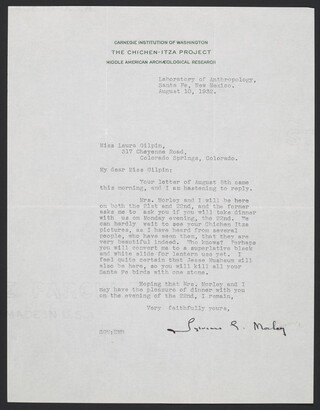 CARNEGIE INSTITUTION OF WASHINGTON
THE CHICHEN-ITZA PROJECT
MIDDLE AMERICAN ARCHÆOLOGICAL RESEARCH
Laboratory of Anthropology,
Santa Fe, New Mexico.
August 10, 1932.
Miss Laura Gilpin,
317 Cheyenne Road,
Colorado Springs, Colorado.
My dear Miss Gilpin;
Your letter of August 8th came
this morning, and I am hastening to reply.
Mrs. Morley and I will be here
on both the 21st and 22nd, and the former
asks me to ask you if you will take dinner
with us on Monday evening, the 22nd. We
can hardly wait to see your Chichen Itza
pictures, as I have heard from several
people, who have seen them, that they are
very beautiful indeed. Who knows? Perhaps
you will convert me to a superlative black
and white slide for lantern use yet. I
feel quite certain that Jesse Nusbaum will
also be here, so you will kill all your
Santa Fe birds with one stone.
Hoping that Mrs. Morley and I
may have the pleasure of dinner with you
on the evening of the 22nd, I remain,
Very faithfully yours,
Sylvanus G. Morley